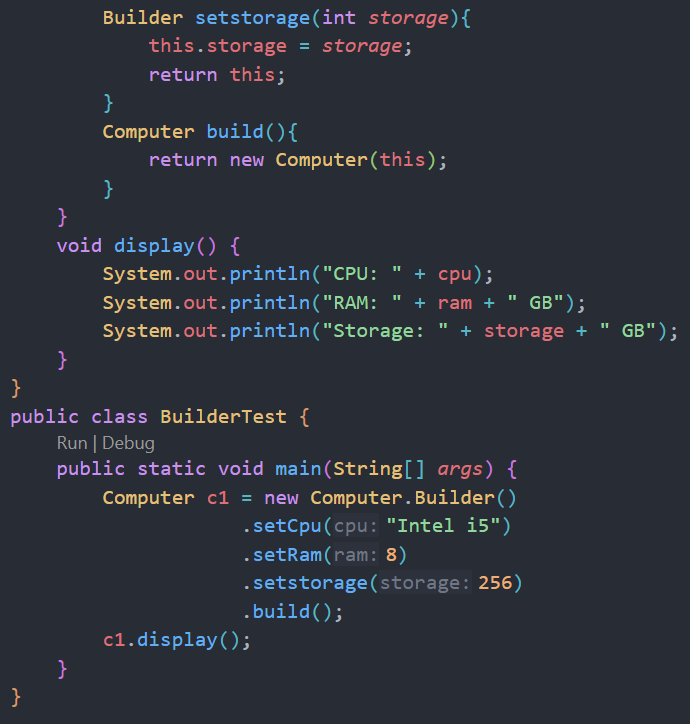 Builder setstorage(int storage){
this.storage = storage;
return this;
}
Computer build(){
return new Computer(this);
}
}
void display() {
System.out.println("CPU: " + cpu);
System.out.println("RAM: " + ram + " GB");
System.out.println("Storage: " + storage + " GB");
}
}
public class BuilderTest {
Run | Debug
public static void main(String[] args) {
Computer c1 = new Computer.Builder()
.setCpu(cpu: "Intel i5")
.setRam(ram: 8)
.setstorage(storage: 256)
.build();
c1.display();
}
}